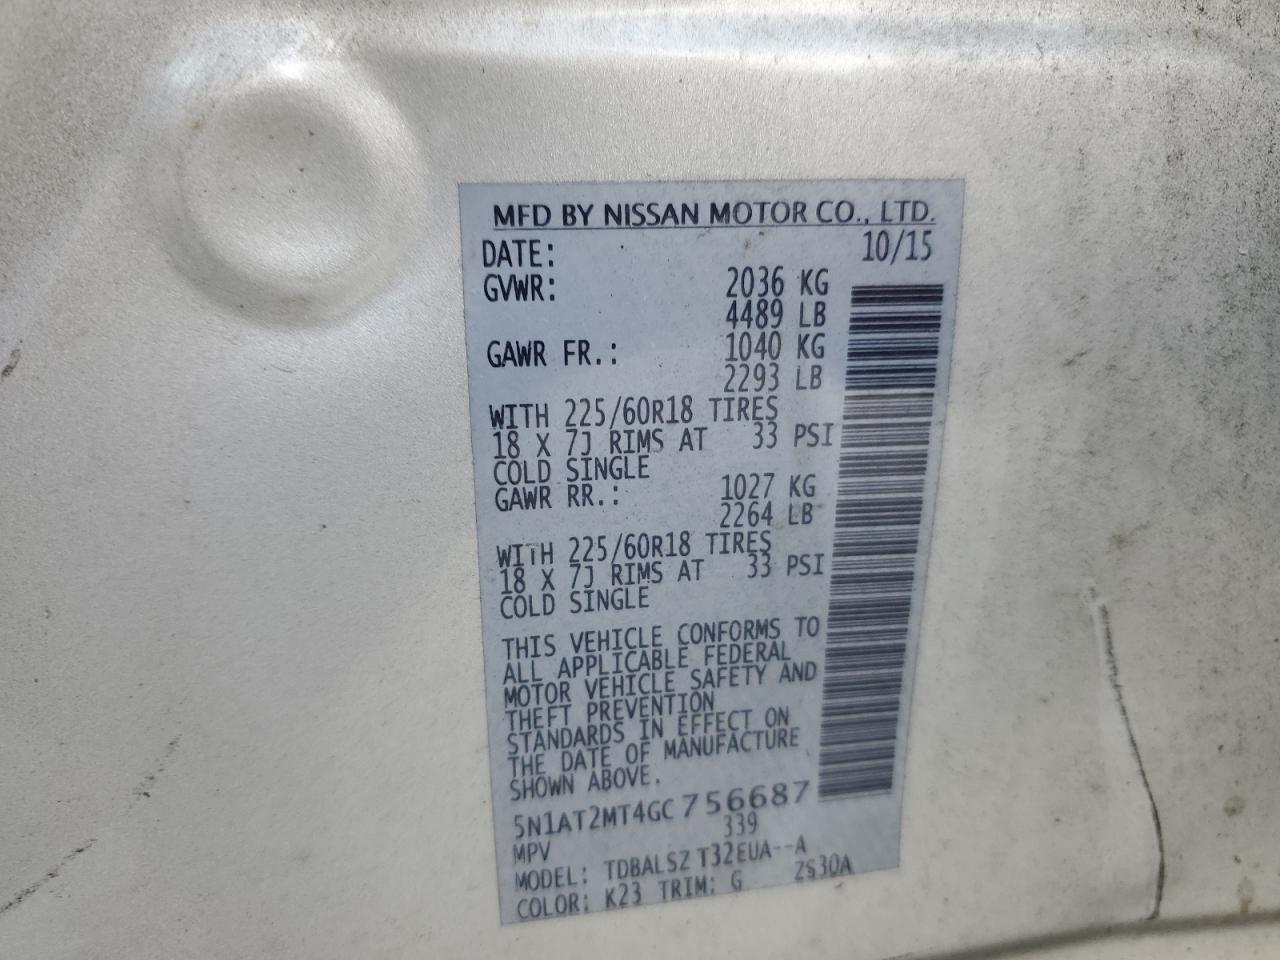 MFD BY NISSAN MOTOR CO., LTD.
DATE: 10/15
GVWR: 2036 KG
4489 LB
GAWR FR.: 1040 KG
2293 LB
WITH 225/60R18 TIRES
18 X 7J RIMS AT 33 PSI
COLD SINGLE
GAWR RR.: 1027 KG
2264 LB
WITH 225/60R18 TIRES
18 X 7J RIMS AT 33 PSI
COLD SINGLE
THIS VEHICLE CONFORMS TO
ALL APPLICABLE FEDERAL
MOTOR VEHICLE SAFETY AND
THEFT PREVENTION
STANDARDS IN EFFECT ON
THE DATE OF MANUFACTURE
SHOWN ABOVE.
5N1AT2MT4GC756687
MPV 339
MODEL: TDBALSZ T32EUA--A
COLOR: K23 TRIM: G ZS30A